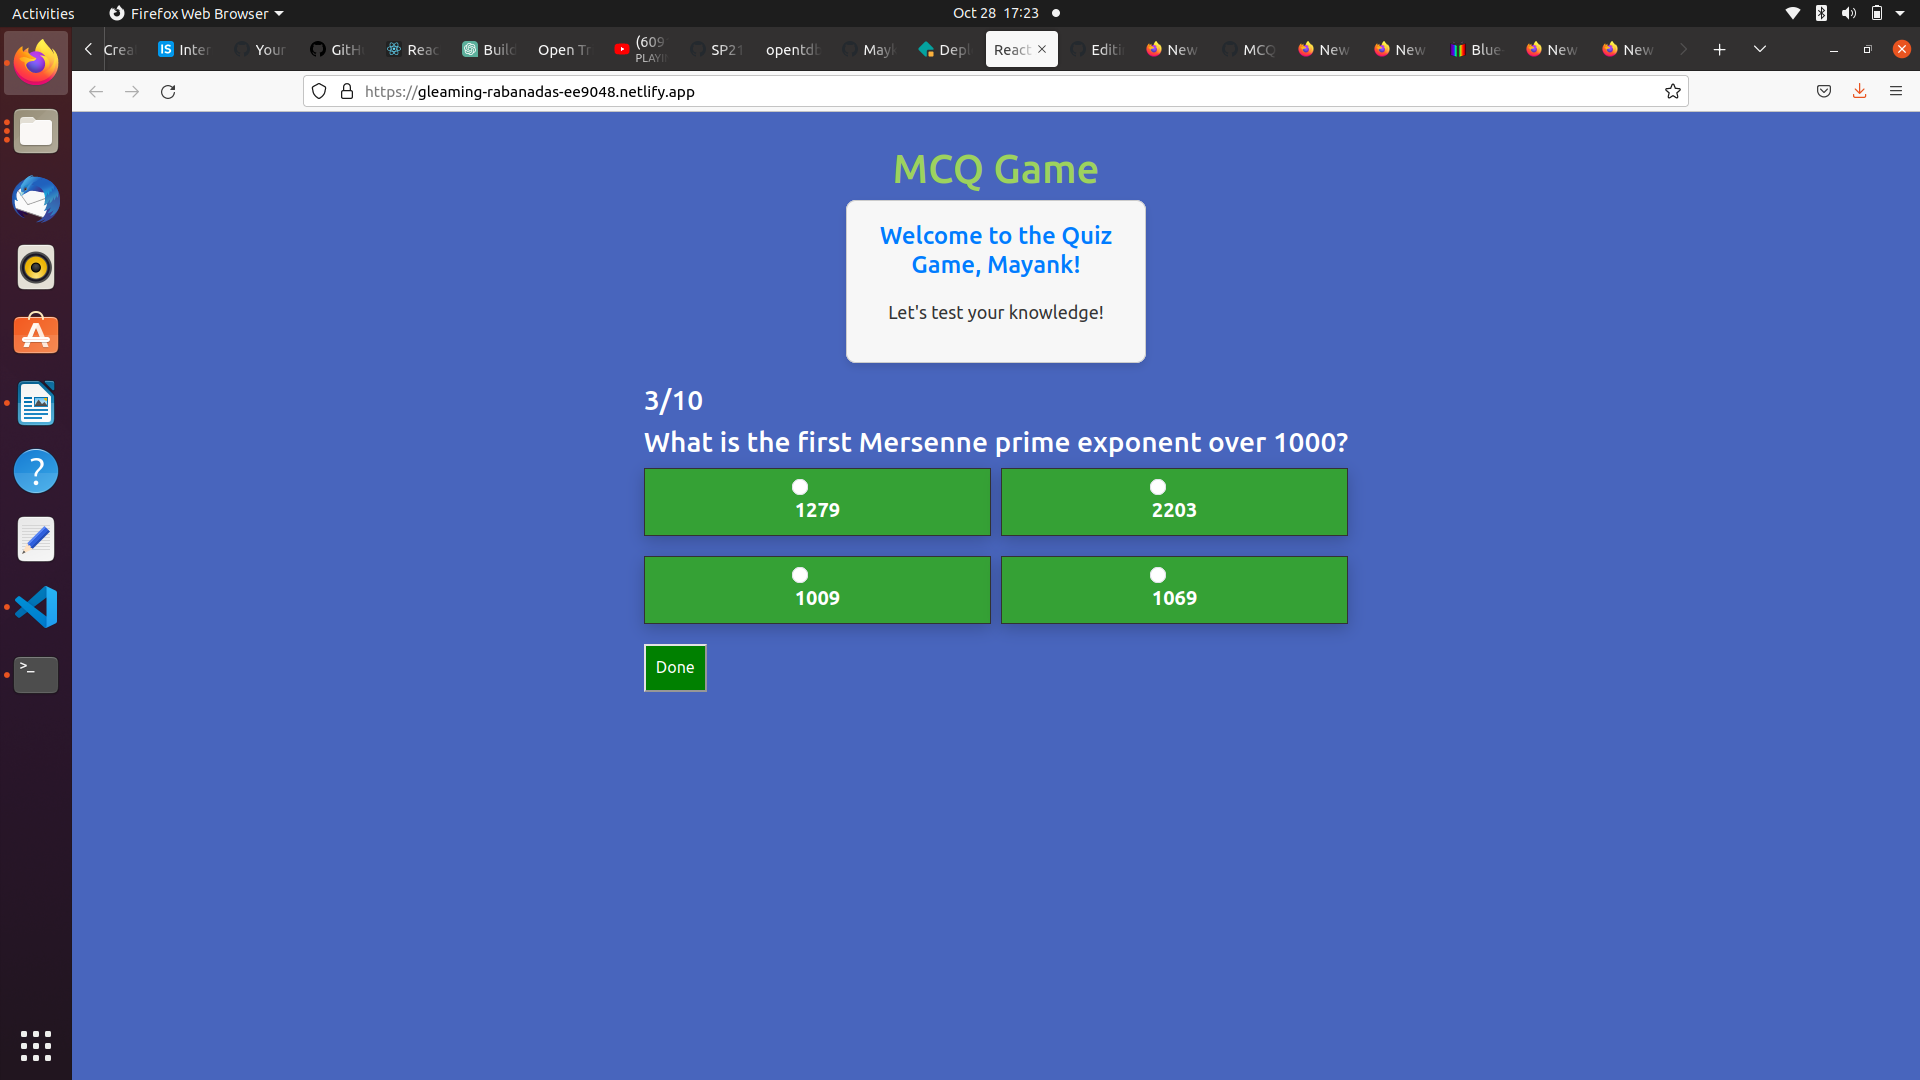 Activities
Firefox Web Browser
Oct 28 17:23
Crea
IS Inter
Your
GitH
Reac
Build
Open Tr
(609
PLAYI
SP21
opentdb
Mayk
Depl
React
Editi
New
MCQ
New
New
Blue-
New
New
https://gleaming-rabanadas-ee9048.netlify.app
MCQ Game
Welcome to the Quiz
Game, Mayank!
Let's test your knowledge!
3/10
What is the first Mersenne prime exponent over 1000?
1279
2203
1009
1069
Done